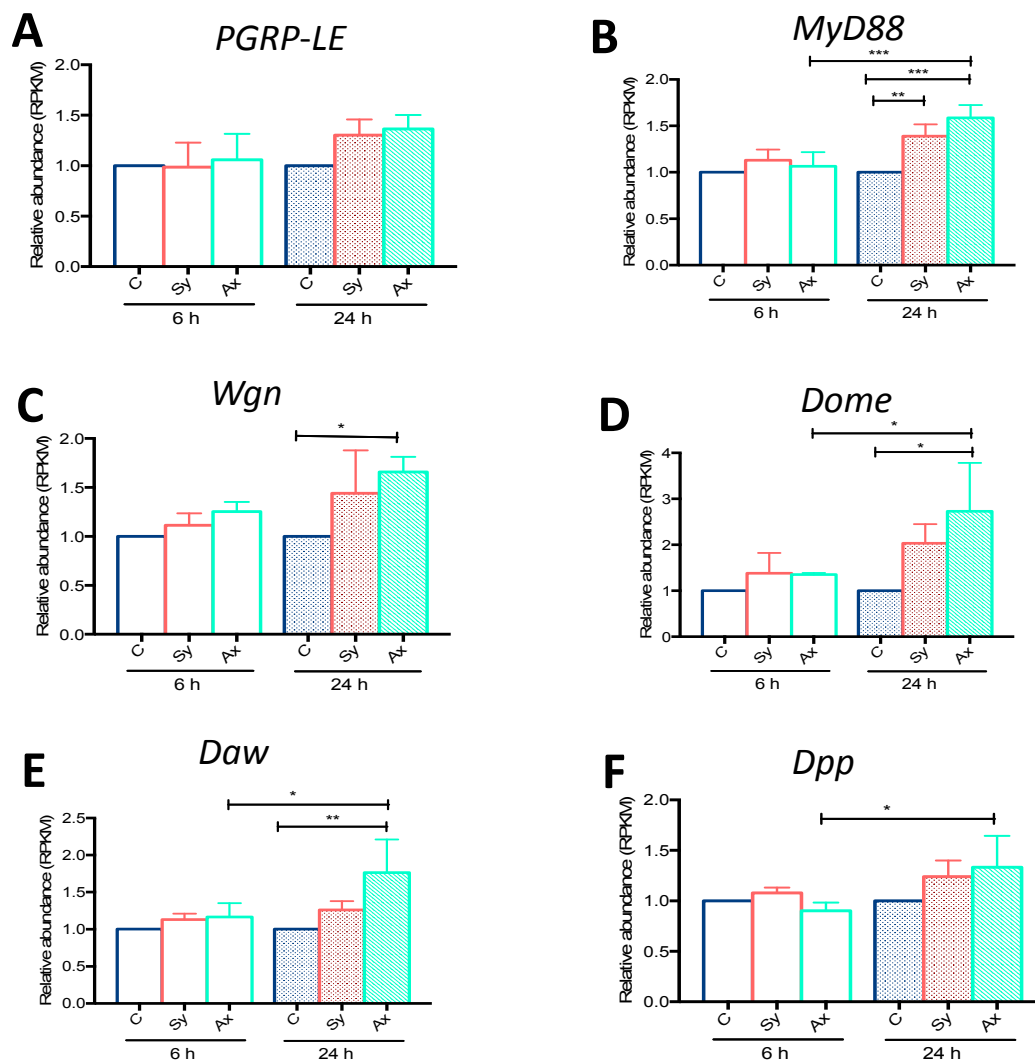 A
PGRP-LE
Relative abundance (RPKM)
2.0
1.5
1.0
0.5
0.0
C Sy Ax C Sy Ax
6 h 24 h
B
MyD88
***
***
**
Relative abundance (RPKM)
2.0
1.5
1.0
0.5
0.0
C Sy Ax C Sy Ax
6 h 24 h
C
Wgn
*
Relative abundance (RPKM)
2.0
1.5
1.0
0.5
0.0
C Sy Ax C Sy Ax
6 h 24 h
D
Dome
*
*
Relative abundance (RPKM)
4
3
2
1
0
C Sy Ax C Sy Ax
6 h 24 h
E
Daw
*
**
Relative abundance (RPKM)
2.5
2.0
1.5
1.0
0.5
0.0
C Sy Ax C Sy Ax
6 h 24 h
F
Dpp
*
Relative abundance (RPKM)
2.0
1.5
1.0
0.5
0.0
C Sy Ax C Sy Ax
6 h 24 h